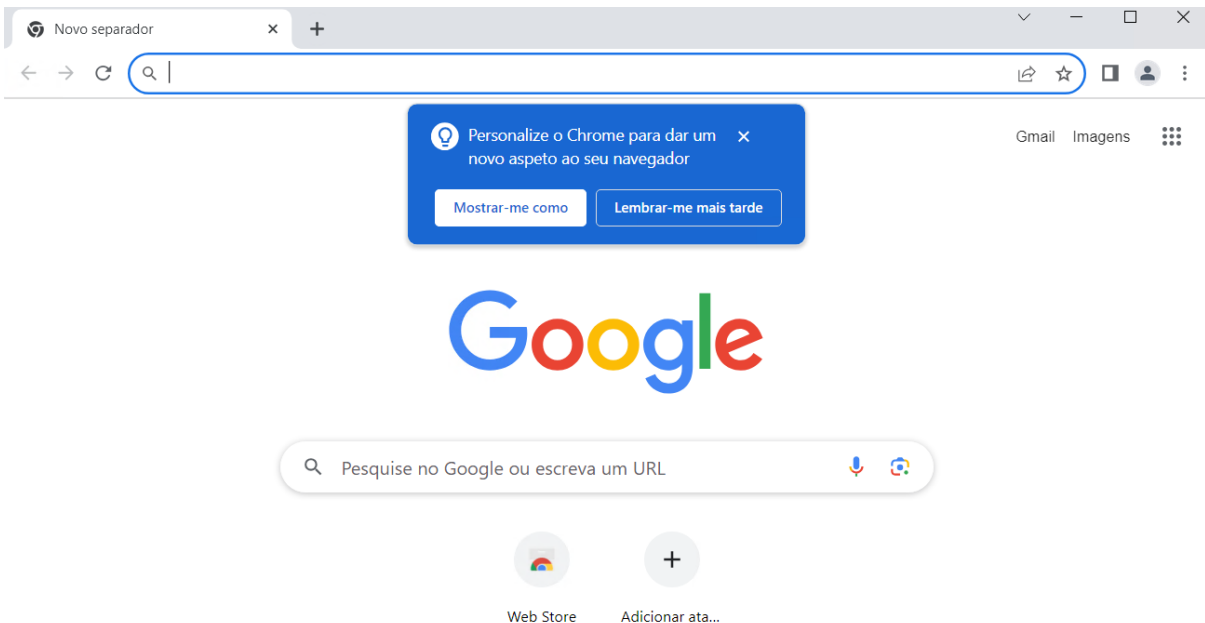 Novo separador
Personalize o Chrome para dar um
novo aspeto ao seu navegador
Mostrar-me como
Lembrar-me mais tarde
Gmail
Imagens
Google
Pesquise no Google ou escreva um URL
Web Store
Adicionar ata...